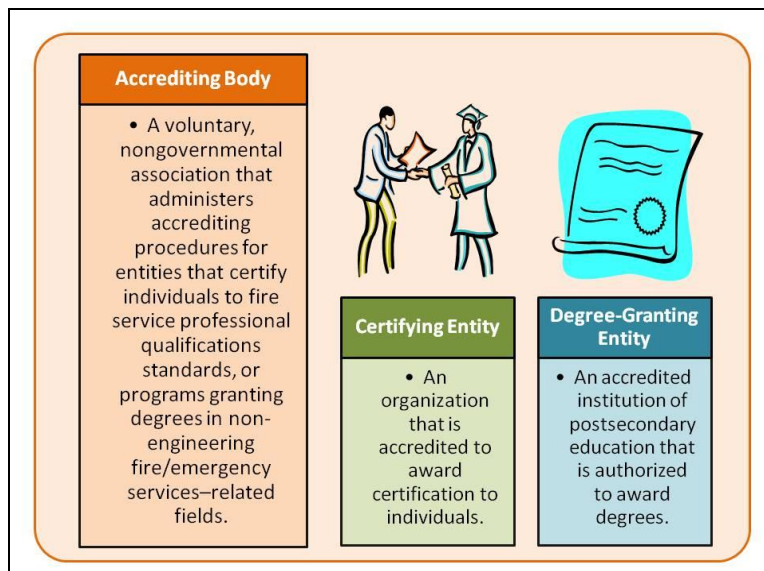 Accrediting Body
• A voluntary,
nongovernmental
association that
administers
accrediting
procedures for
entities that certify
individuals to fire
service professional
qualifications
standards, or
programs granting
degrees in non-
engineering
fire/emergency
services–related
fields.
Certifying Entity
• An
organization
that is
accredited to
award
certification to
individuals.
Degree-Granting
Entity
• An accredited
institution of
postsecondary
education that
is authorized
to award
degrees.